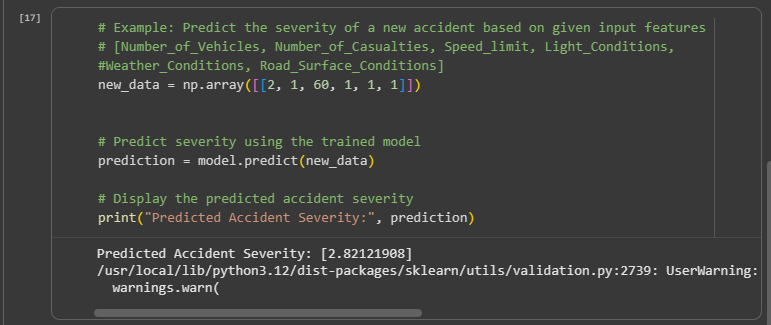 [17]
# Example: Predict the severity of a new accident based on given input features
# [Number_of_Vehicles, Number_of_Casualties, Speed_limit, Light_Conditions,
#Weather_Conditions, Road_Surface_Conditions]
new_data = np.array([[2, 1, 60, 1, 1, 1]])
# Predict severity using the trained model
prediction = model.predict(new_data)
# Display the predicted accident severity
print("Predicted Accident Severity:", prediction)
Predicted Accident Severity: [2.82121908]
/usr/local/lib/python3.12/dist-packages/sklearn/utils/validation.py:2739: UserWarning:
warnings.warn(